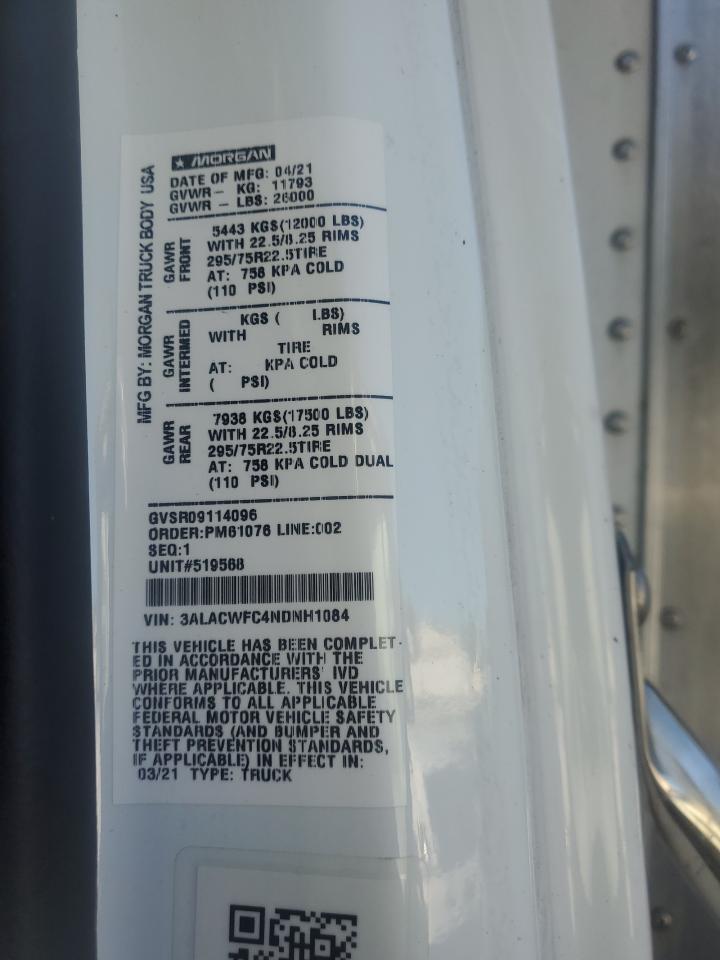 MORGAN
MFG BY: MORGAN TRUCK BODY USA
DATE OF MFG: 04/21
GVWR - KG: 11793
GVWR - LBS: 26000
GAWR FRONT
5443 KGS(12000 LBS)
WITH 22.5/8.25 RIMS
295/75R22.5TIRE
AT: 758 KPA COLD
(110 PSI)
GAWR INTERMED
KGS ( LBS)
WITH RIMS
TIRE
AT: KPA COLD
( PSI)
GAWR REAR
7938 KGS(17500 LBS)
WITH 22.5/8.25 RIMS
295/75R22.5TIRE
AT: 758 KPA COLD DUAL
(110 PSI)
GVSR09114096
ORDER:PM61076 LINE:002
SEQ:1
UNIT#519568
VIN: 3ALACWFC4NDNH1084
THIS VEHICLE HAS BEEN COMPLET-
ED IN ACCORDANCE WITH THE
PRIOR MANUFACTURERS' IVD
WHERE APPLICABLE. THIS VEHICLE
CONFORMS TO ALL APPLICABLE
FEDERAL MOTOR VEHICLE SAFETY
STANDARDS (AND BUMPER AND
THEFT PREVENTION STANDARDS,
IF APPLICABLE) IN EFFECT IN:
03/21 TYPE: TRUCK